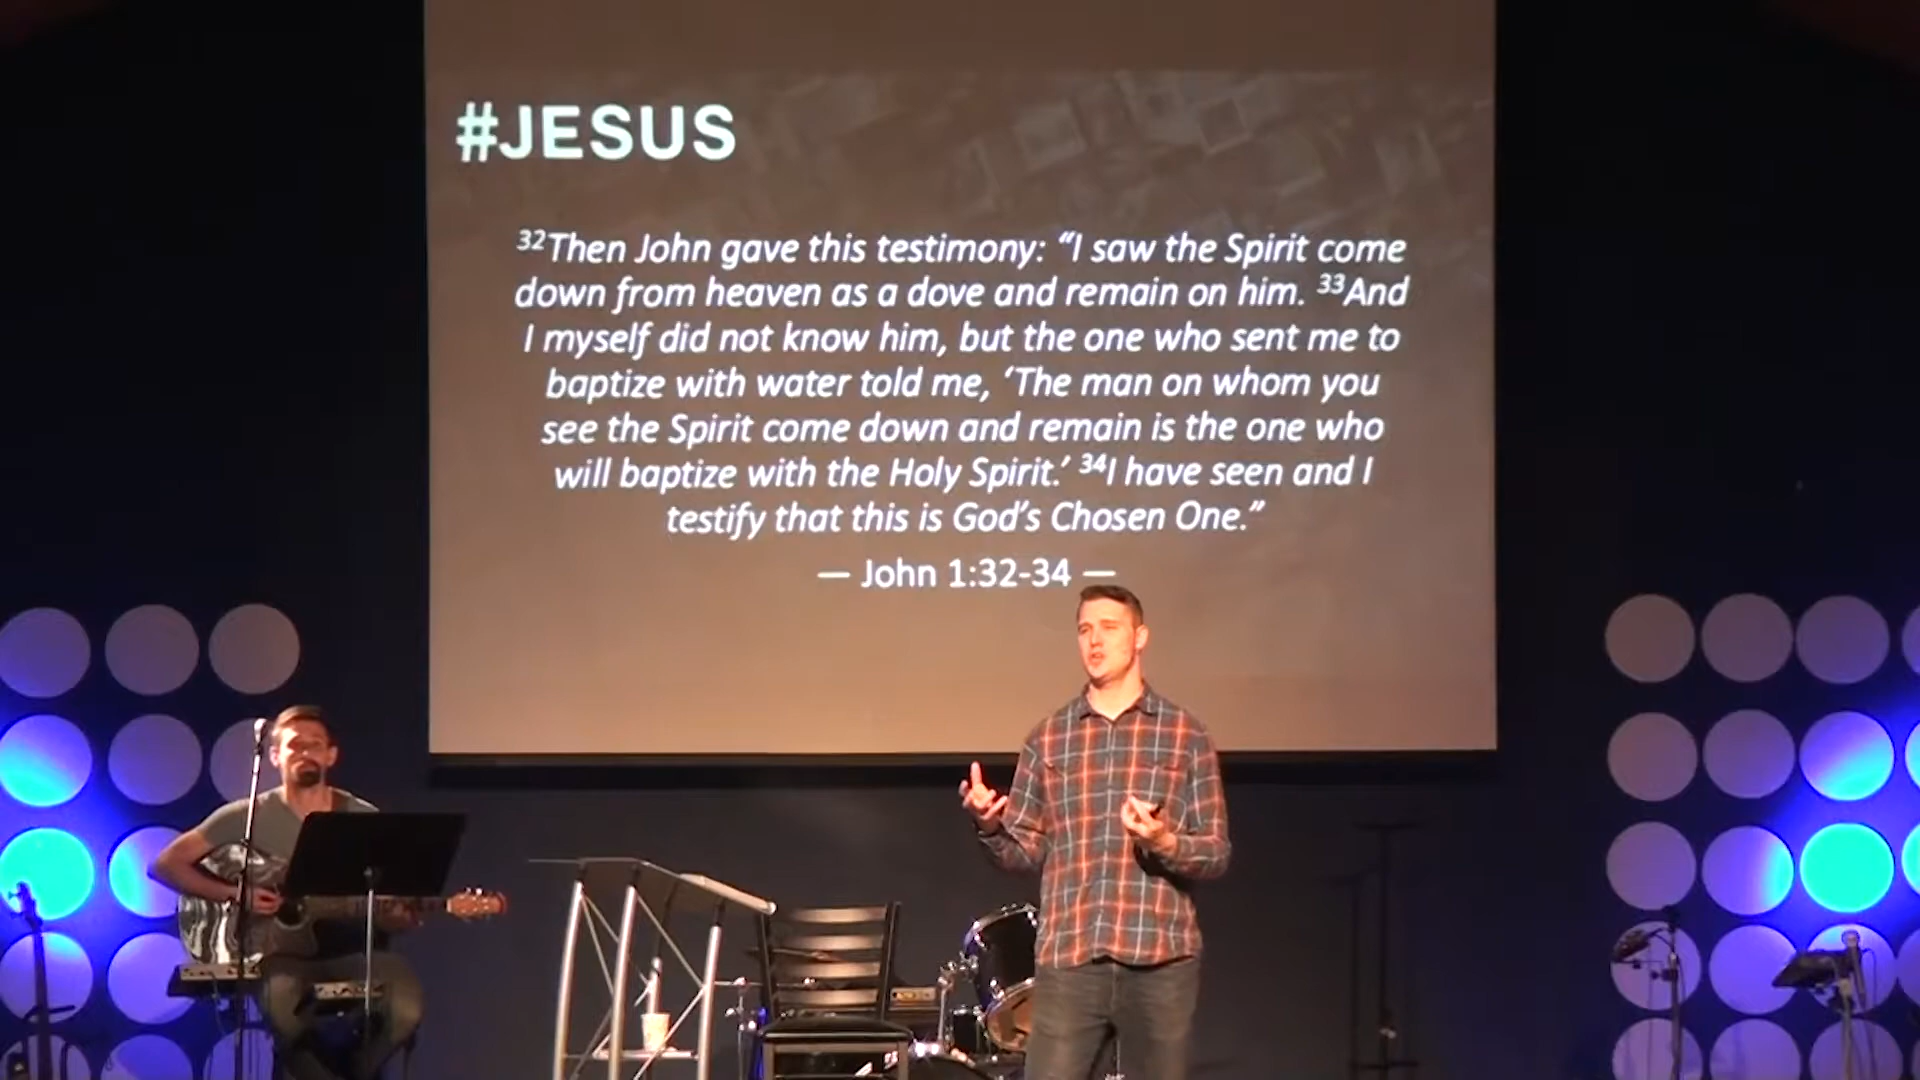 #JESUS
³²Then John gave this testimony: “I saw the Spirit come
down from heaven as a dove and remain on him. ³³And
I myself did not know him, but the one who sent me to
baptize with water told me, ‘The man on whom you
see the Spirit come down and remain is the one who
will baptize with the Holy Spirit.’ ³⁴I have seen and I
testify that this is God’s Chosen One.”
— John 1:32-34 —